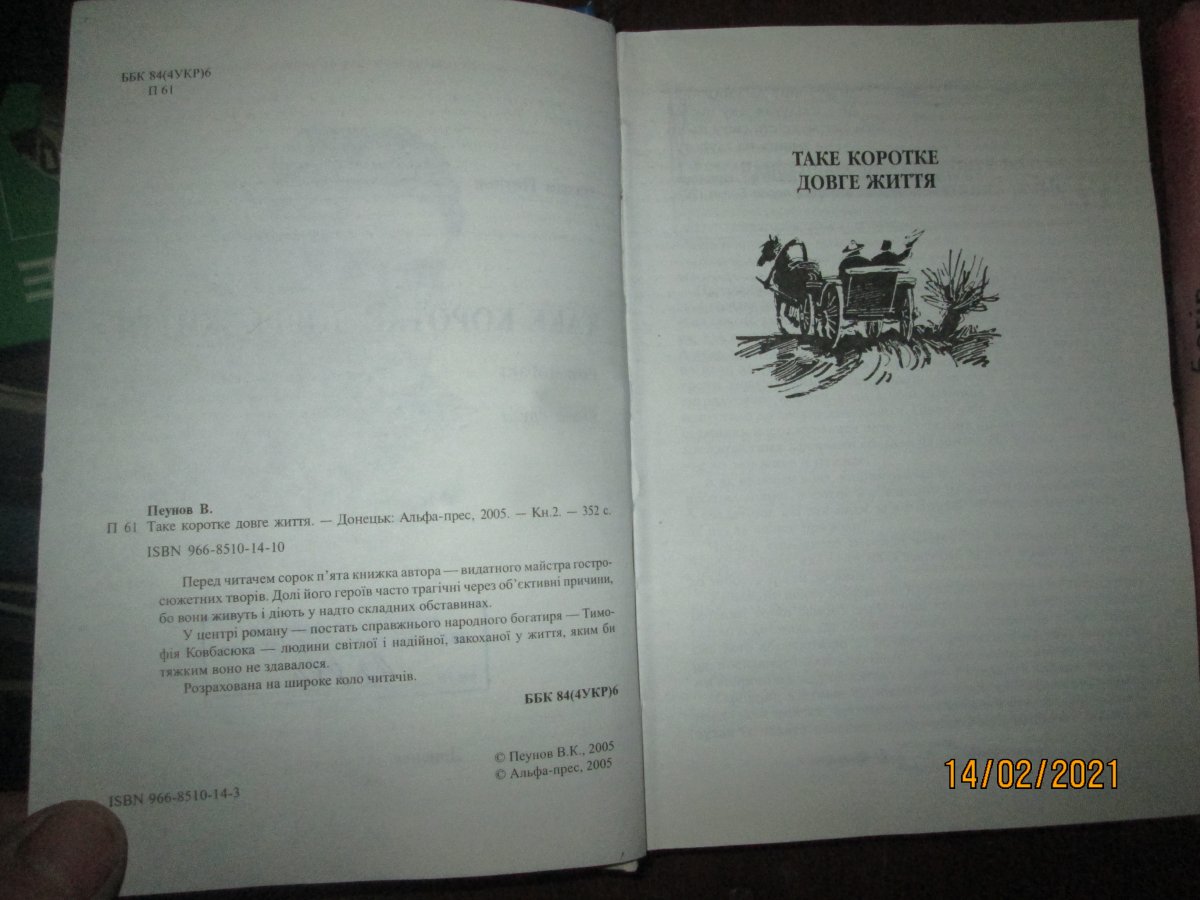 ББК 84(4УКР)6
П 61
Пеунов В.
П 61 Таке коротке довге життя. — Донецьк: Альфа-прес, 2005. — Кн.2. — 352 с.
ISBN 966-8510-14-10
Перед читачем сорок п'ята книжка автора — видатного майстра гостро-
сюжетних творів. Долі його героїв часто трагічні через об'єктивні причини,
бо вони живуть і діють у надто складних обставинах.
У центрі роману — постать справжнього народного богатиря — Тимо-
фія Ковбасюка — людини світлої і надійної, закоханої у життя, яким би
тяжким воно не здавалося.
Розрахована на широке коло читачів.
ББК 84(4УКР)6
© Пеунов В.К., 2005
© Альфа-прес, 2005
ISBN 966-8510-14-3
ТАКЕ КОРОТКЕ
ДОВГЕ ЖИТТЯ
14/02/2021